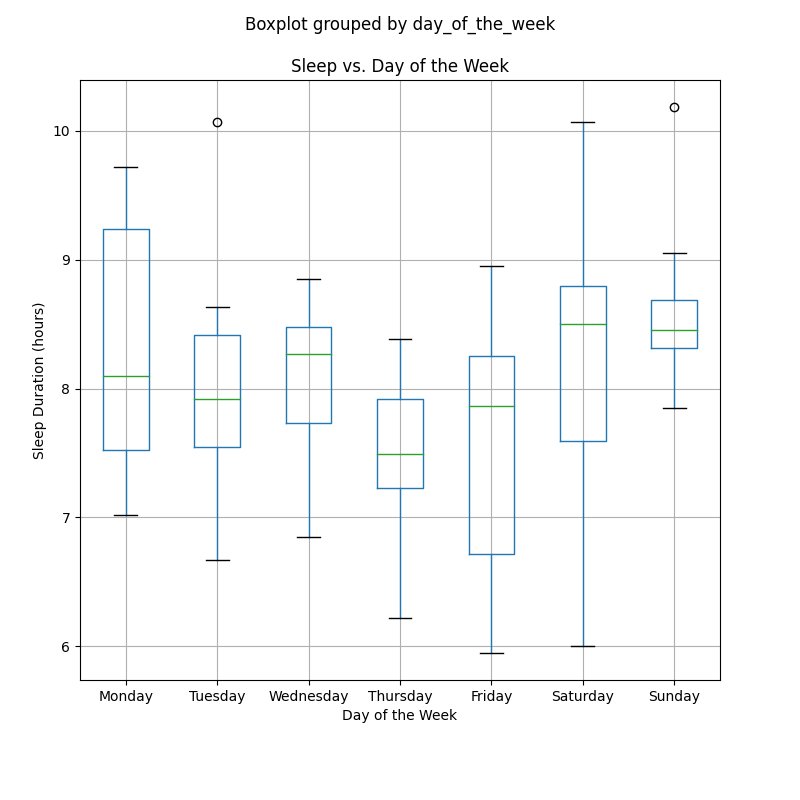 Boxplot grouped by day_of_the_week
Sleep vs. Day of the Week
10
9
8
7
6
Sleep Duration (hours)
Monday Tuesday Wednesday Thursday Friday Saturday Sunday
Day of the Week